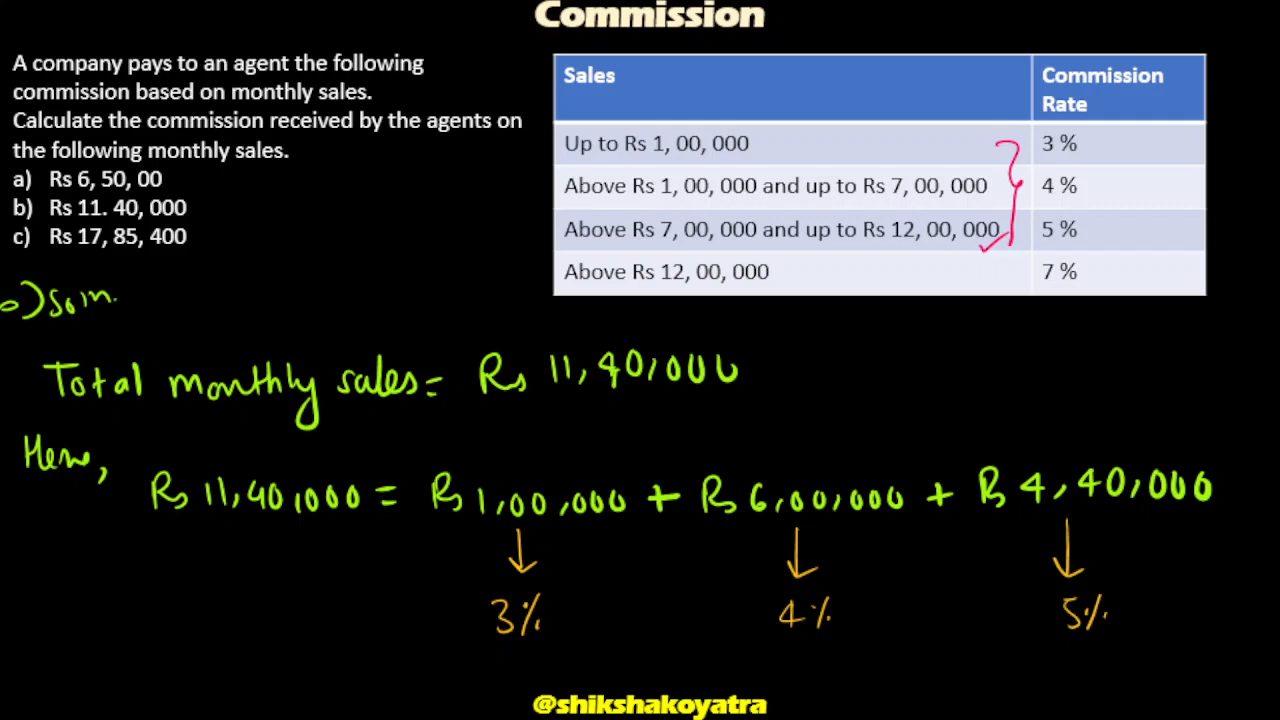 Commission
A company pays to an agent the following
commission based on monthly sales.
Calculate the commission received by the agents on
the following monthly sales.
a) Rs 6, 50, 00
b) Rs 11. 40, 000
c) Rs 17, 85, 400
Sales Commission Rate
Up to Rs 1, 00, 000 3 %
Above Rs 1, 00, 000 and up to Rs 7, 00, 000 4 %
Above Rs 7, 00, 000 and up to Rs 12, 00, 000 5 %
Above Rs 12, 00, 000 7 %
Total monthly sales = Rs 11,40,000
Here,
Rs 11,40,000 = Rs 1,00,000 + Rs 6,00,000 + Rs 4,40,000
3% 4% 5%
@shikshakoyatra